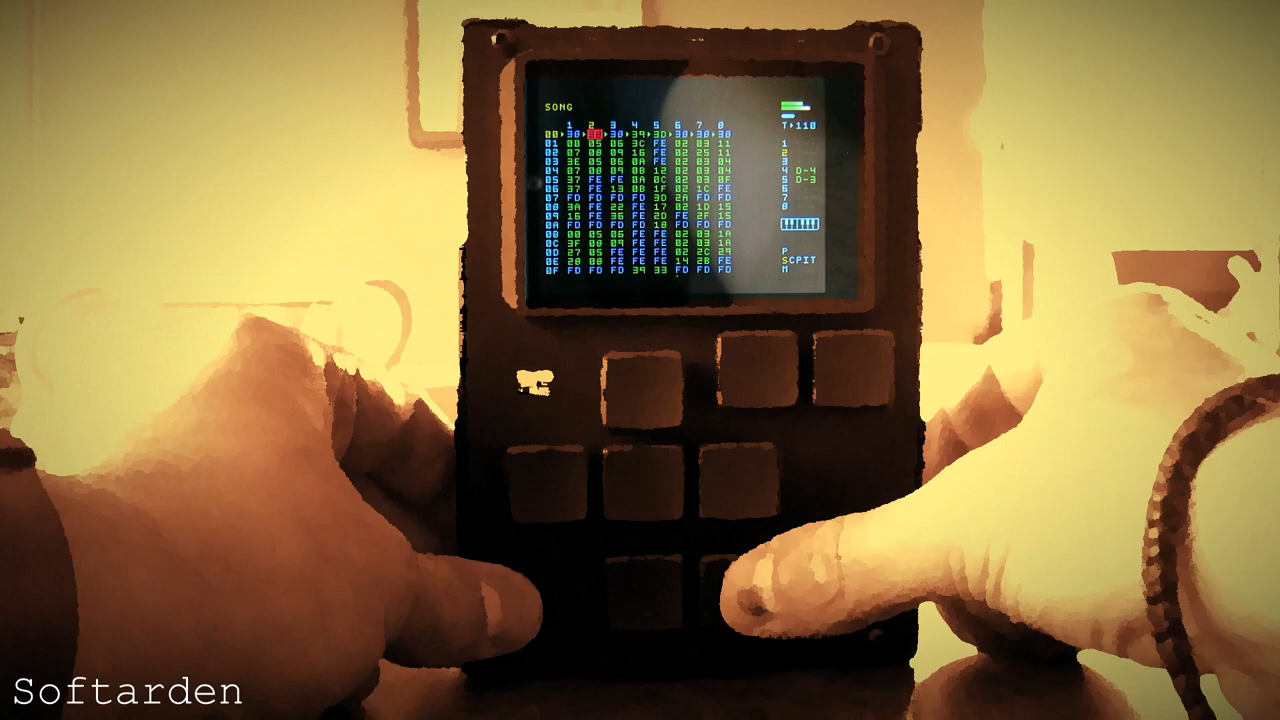 SONG
T▸110
1 2 3 4 5 6 7 8
00▸30▸30▸30▸39▸3D▸30▸30▸30
01 00 05 06 3C FE 02 03 11
02 07 08 09 16 FE 02 25 11
03 3E 05 06 0A FE 02 03 04
04 07 08 09 0B 12 02 03 04
05 37 FE FE 0A 0C 02 03 0F
06 37 FE 13 0B 1F 02 1C FE
07 FD FD FD FD 3D 2A FD FD
08 3A FE 22 FE 17 02 1D 15
09 16 FE 36 FE 2D FE 2F 15
0A FD FD FD FD 18 FD FD FD
0B 00 05 06 FE FE 02 03 1A
0C 3F 08 09 FE FE 02 03 1A
0D 27 05 FE FE FE 02 2C 29
0E 28 08 FE FE FE 14 2B FE
0F FD FD FD 39 33 FD FD FD
1
2
3
4 D-4
5 D-3
6
7
8
P
SCPIT
M
Softarden